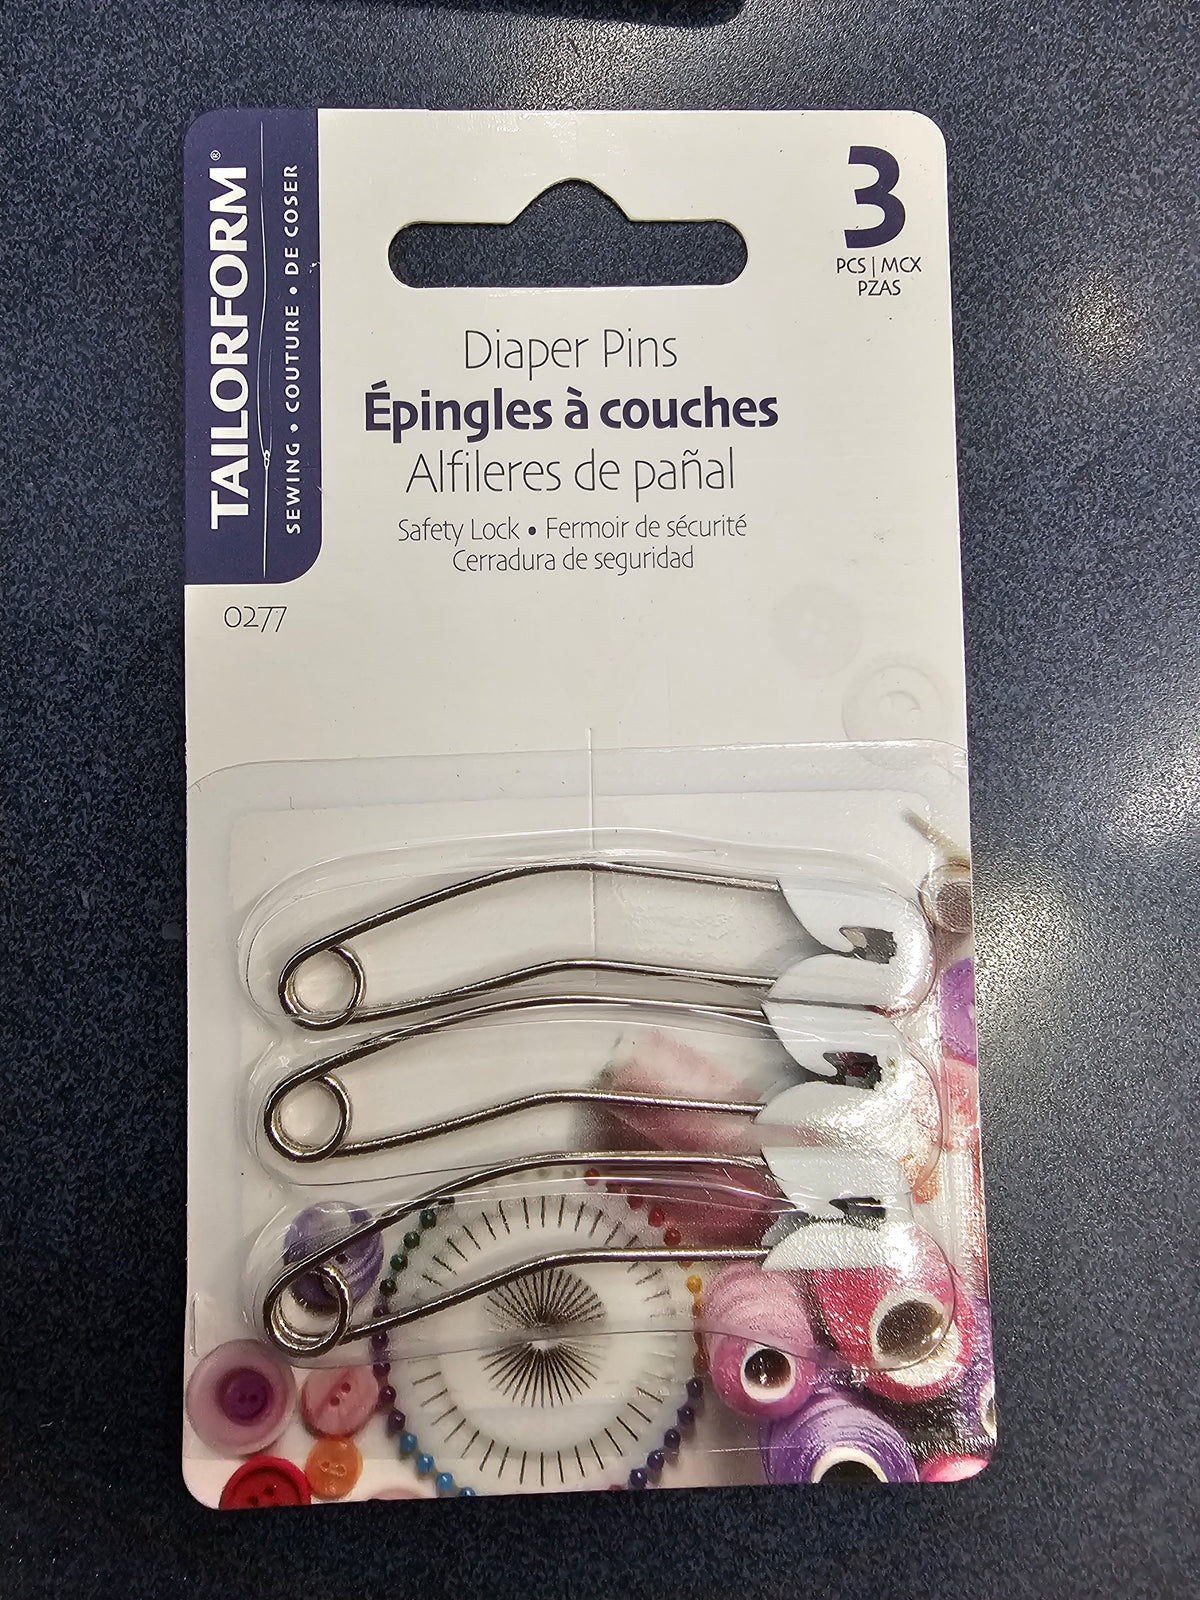 TAILORFORM®
SEWING • COUTURE • DE COSER
3
PCS | MCX
PZAS
Diaper Pins
Épingles à couches
Alfileres de pañal
Safety Lock • Fermoir de sécurité
Cerradura de seguridad
0277